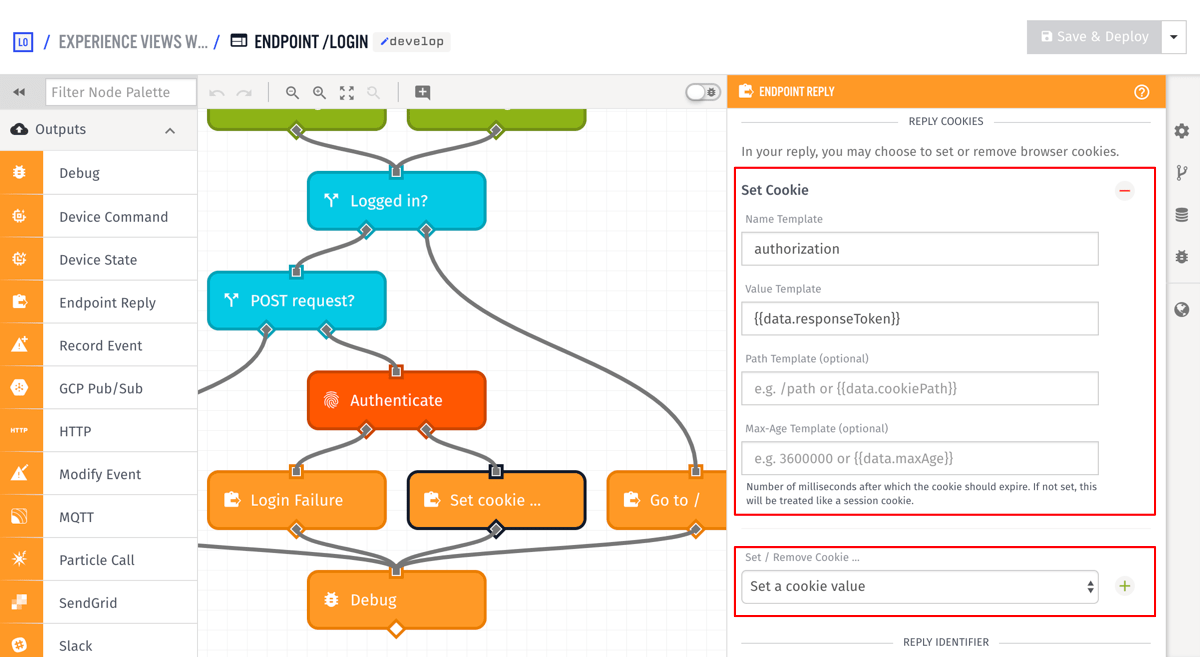 LO / EXPERIENCE VIEWS W... / ENDPOINT /LOGIN develop
Save & Deploy
Filter Node Palette
Outputs
Debug
Device Command
Device State
Endpoint Reply
Record Event
GCP Pub/Sub
HTTP HTTP
Modify Event
MQTT
Particle Call
SendGrid
Slack
Logged in?
POST request?
Authenticate
Login Failure
Set cookie ...
Go to /
Debug
ENDPOINT REPLY
REPLY COOKIES
In your reply, you may choose to set or remove browser cookies.
Set Cookie
Name Template
authorization
Value Template
{{data.responseToken}}
Path Template (optional)
e.g. /path or {{data.cookiePath}}
Max-Age Template (optional)
e.g. 3600000 or {{data.maxAge}}
Number of milliseconds after which the cookie should expire. If not set, this
will be treated like a session cookie.
Set / Remove Cookie ...
Set a cookie value
REPLY IDENTIFIER